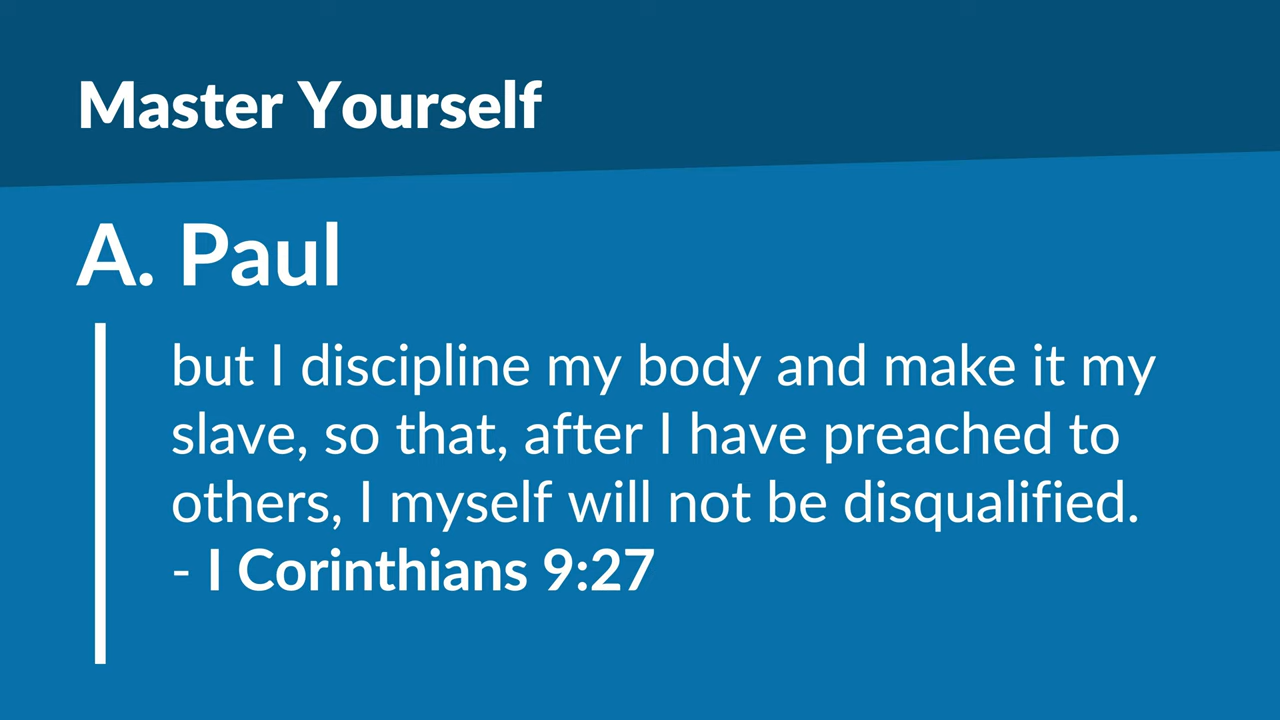 Master Yourself
A. Paul
but I discipline my body and make it my
slave, so that, after I have preached to
others, I myself will not be disqualified.
- I Corinthians 9:27